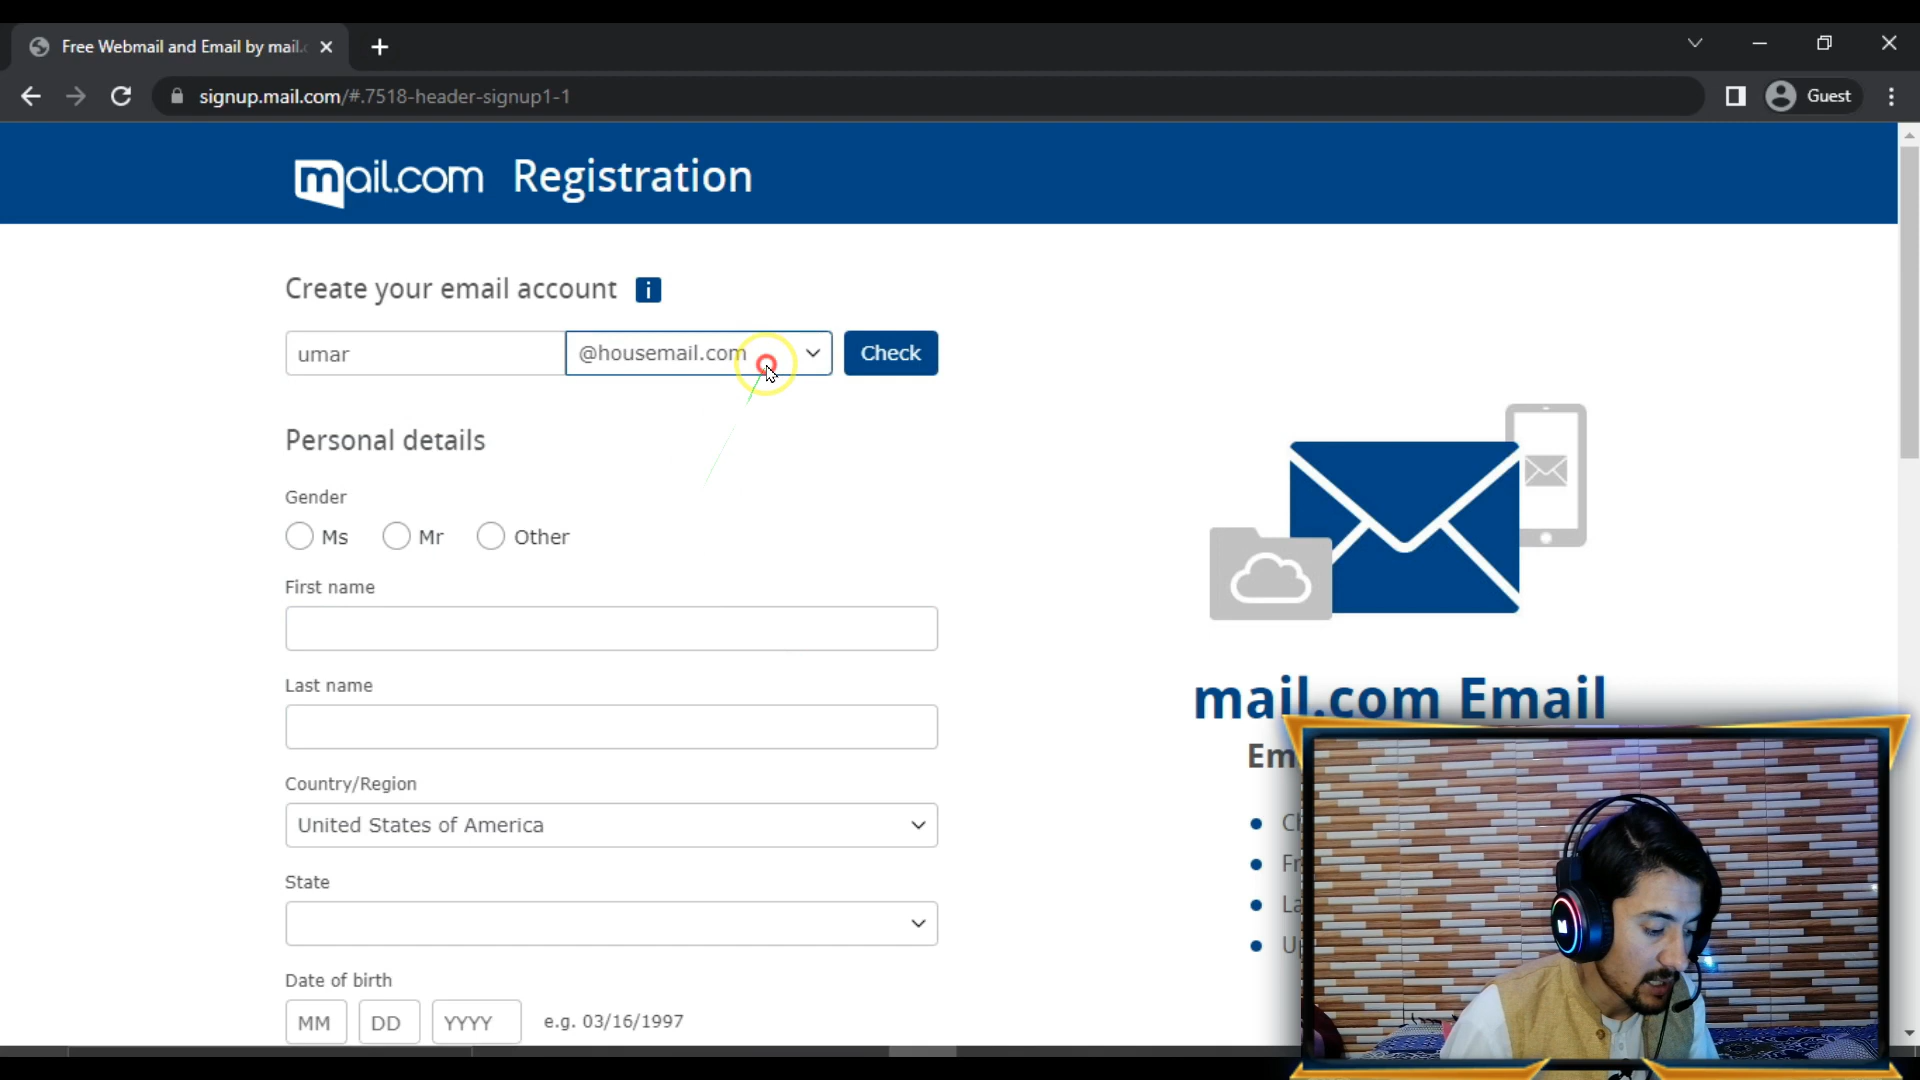 Free Webmail and Email by mail.
signup.mail.com/#.7518-header-signup1-1
Guest
mail.com Registration
Create your email account i
umar @housemail.com Check
Personal details
Gender
Ms Mr Other
First name
Last name
Country/Region
United States of America
State
Date of birth
MM DD YYYY e.g. 03/16/1997
mail.com Email